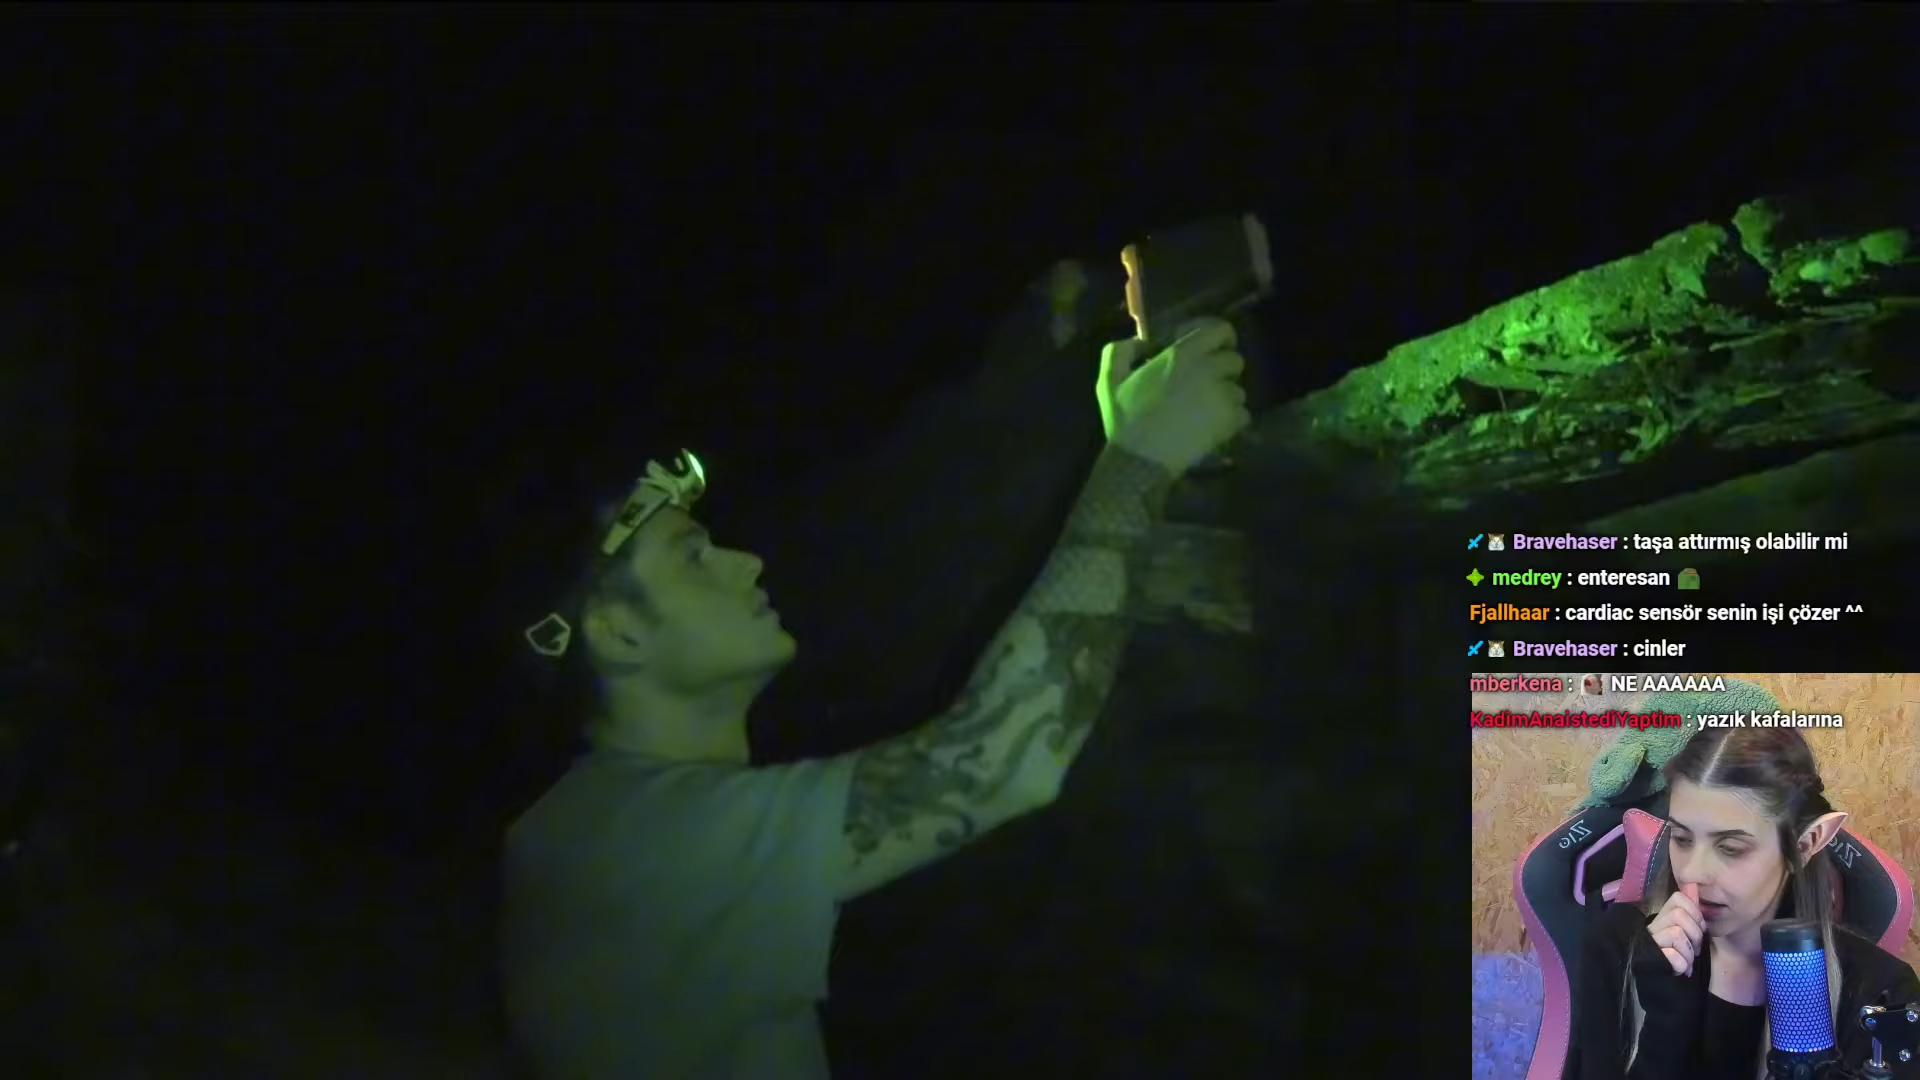 Bravehaser : taşa attırmış olabilir mi
medrey : enteresan
Fjallhaar : cardiac sensör senin işi çözer ^^
Bravehaser : cinler
mberkena : NE AAAAAA
KadimAnaistediYaptim : yazık kafalarına